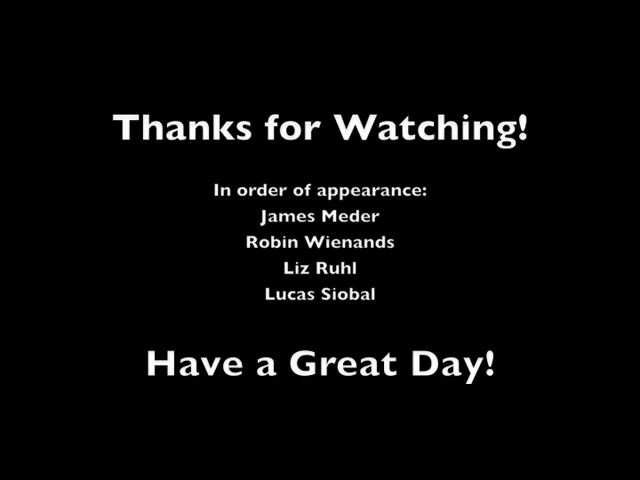 Thanks for Watching!
In order of appearance:
James Meder
Robin Wienands
Liz Ruhl
Lucas Siobal
Have a Great Day!